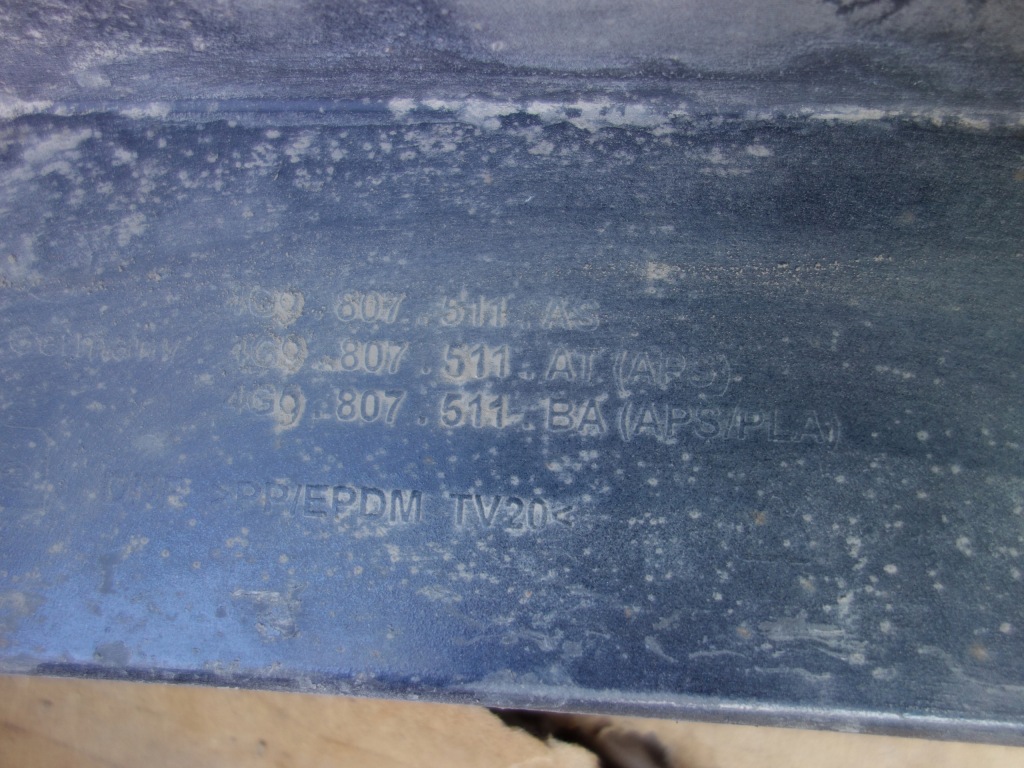 4G9 . 807 . 511 . AS
Germany 4G9 . 807 . 511 . AT (APS)
4G9 . 807 . 511 . BA (APS/PLA)
>PP/EPDM TV20<